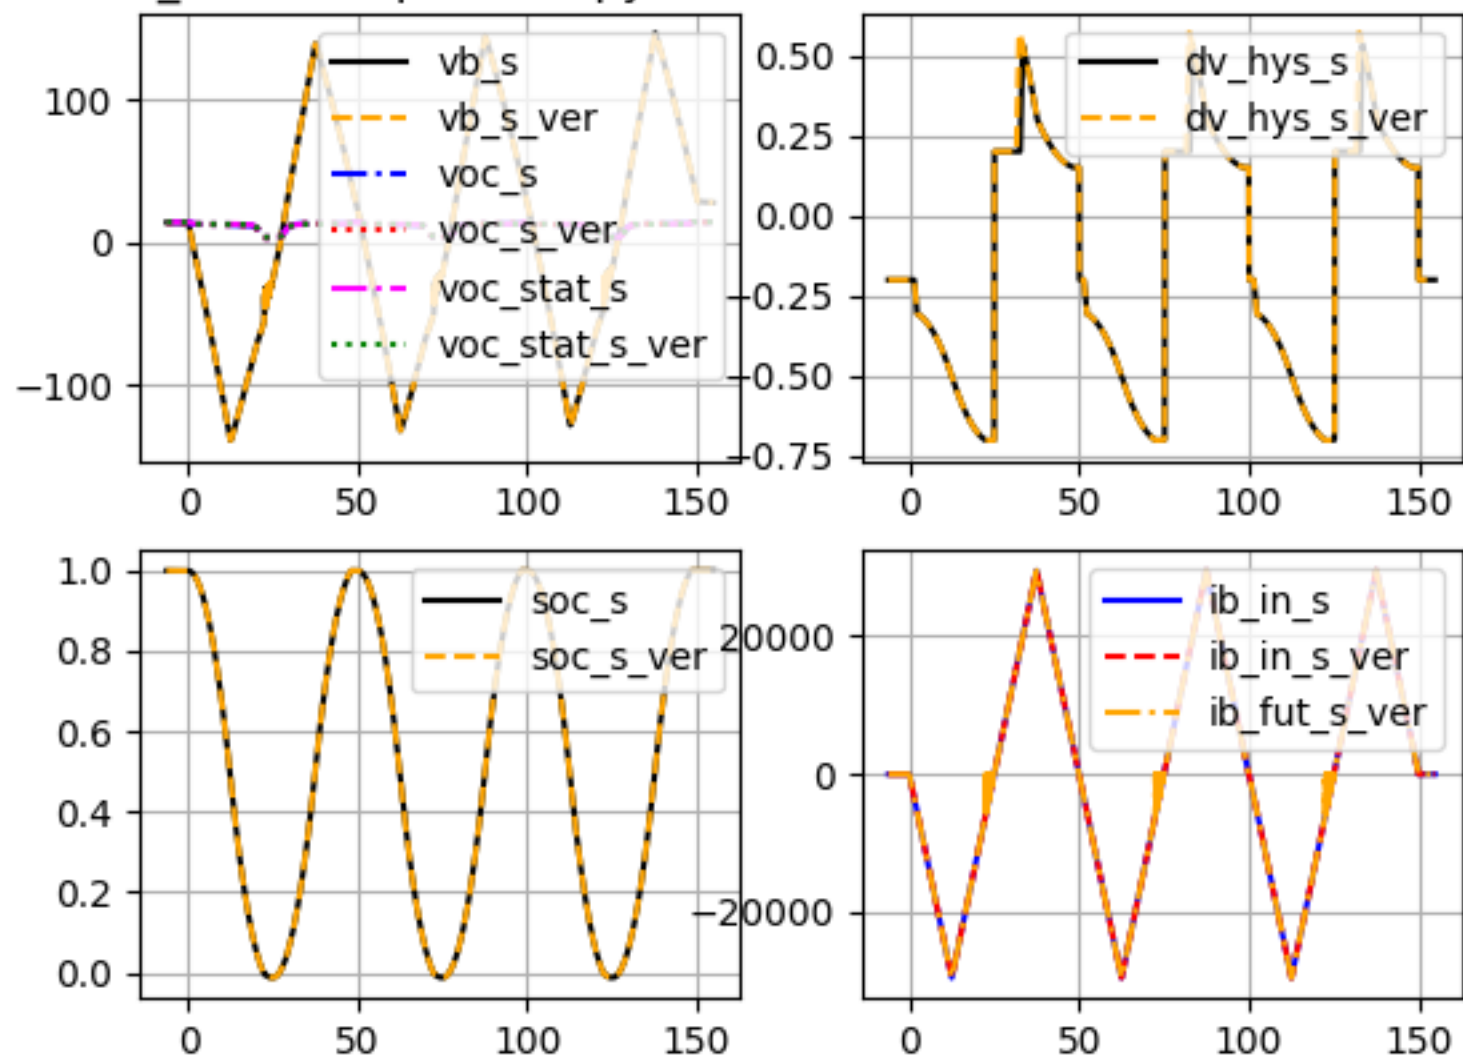 100
0
−100
vb_s
vb_s_ver
voc_s
voc_s_ver
voc_stat_s
voc_stat_s_ver
0
50
100
150
0.50
0.25
0.00
−0.25
−0.50
−0.75
dv_hys_s
dv_hys_s_ver
0
50
100
150
1.0
0.8
0.6
0.4
0.2
0.0
soc_s
soc_s_ver
0
50
100
150
20000
0
−20000
ib_in_s
ib_in_s_ver
ib_fut_s_ver
0
50
100
150